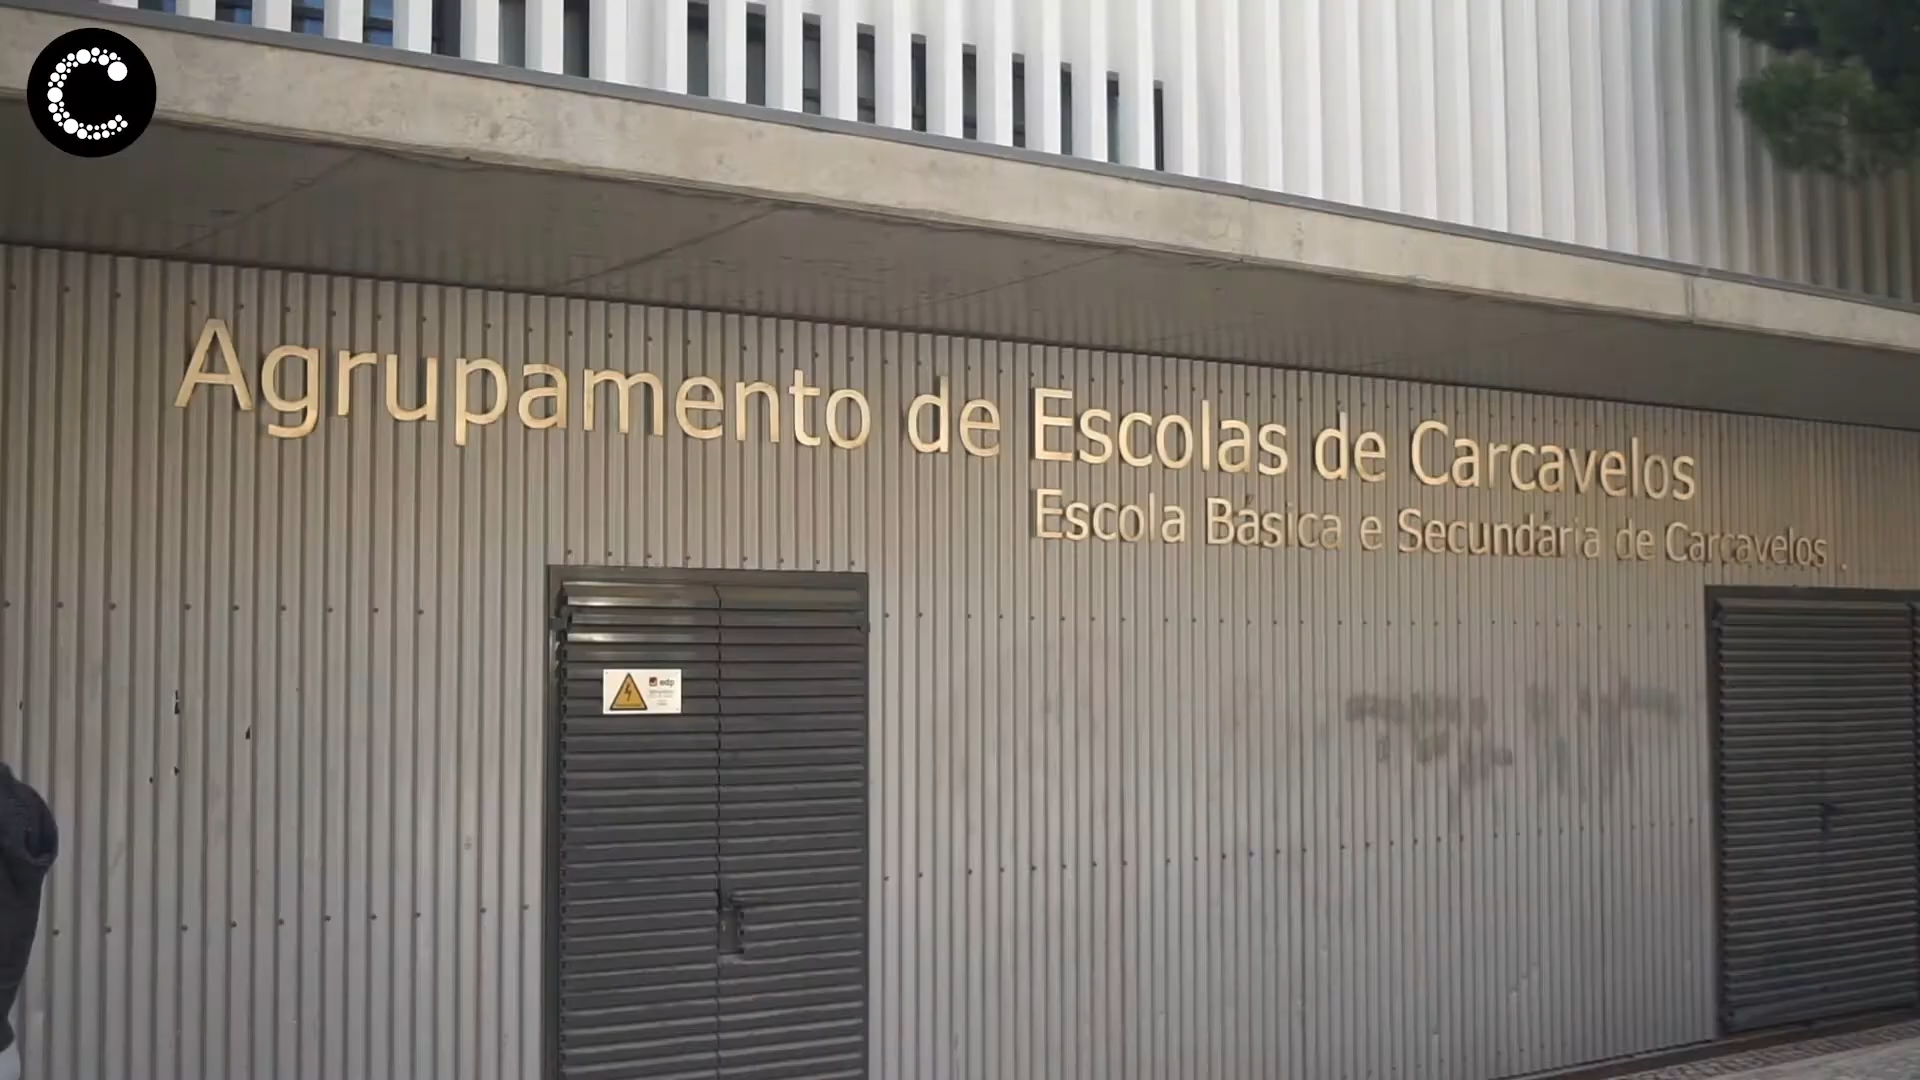 Agrupamento de Escolas de Carcavelos
Escola Básica e Secundária de Carcavelos .
edp